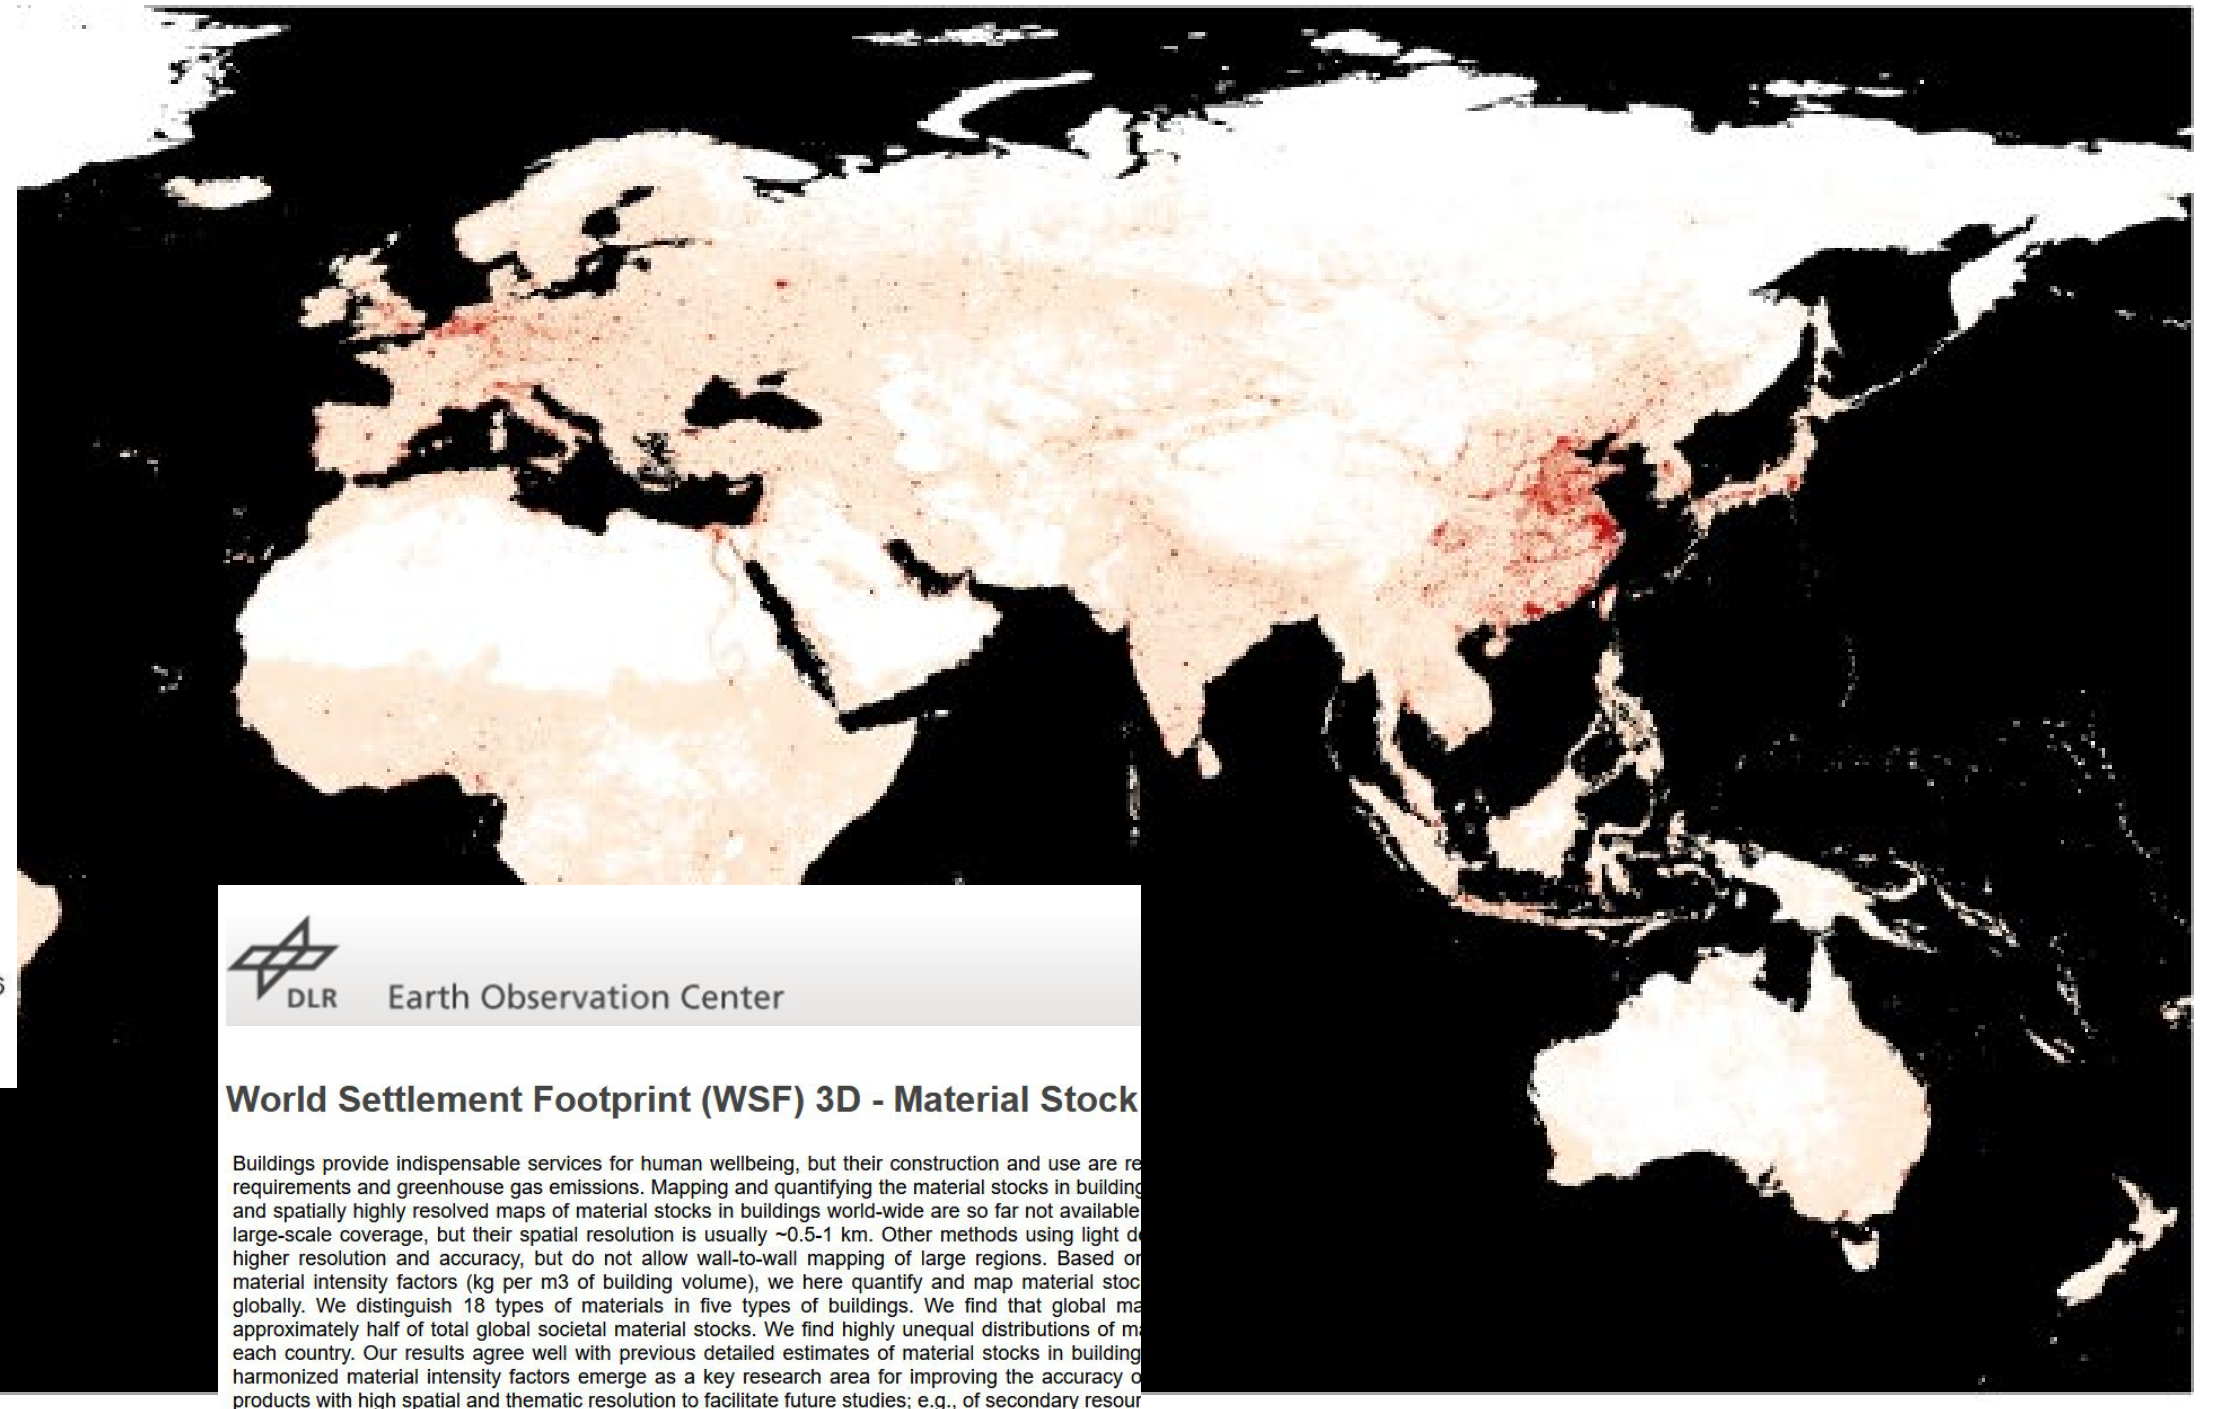 DLR
Earth Observation Center
World Settlement Footprint (WSF) 3D - Material Stock
Buildings provide indispensable services for human wellbeing, but their construction and use are re
requirements and greenhouse gas emissions. Mapping and quantifying the material stocks in building
and spatially highly resolved maps of material stocks in buildings world-wide are so far not available
large-scale coverage, but their spatial resolution is usually ~0.5-1 km. Other methods using light de
higher resolution and accuracy, but do not allow wall-to-wall mapping of large regions. Based on
material intensity factors (kg per m3 of building volume), we here quantify and map material stoc
globally. We distinguish 18 types of materials in five types of buildings. We find that global ma
approximately half of total global societal material stocks. We find highly unequal distributions of ma
each country. Our results agree well with previous detailed estimates of material stocks in building
harmonized material intensity factors emerge as a key research area for improving the accuracy o
products with high spatial and thematic resolution to facilitate future studies; e.g., of secondary resour